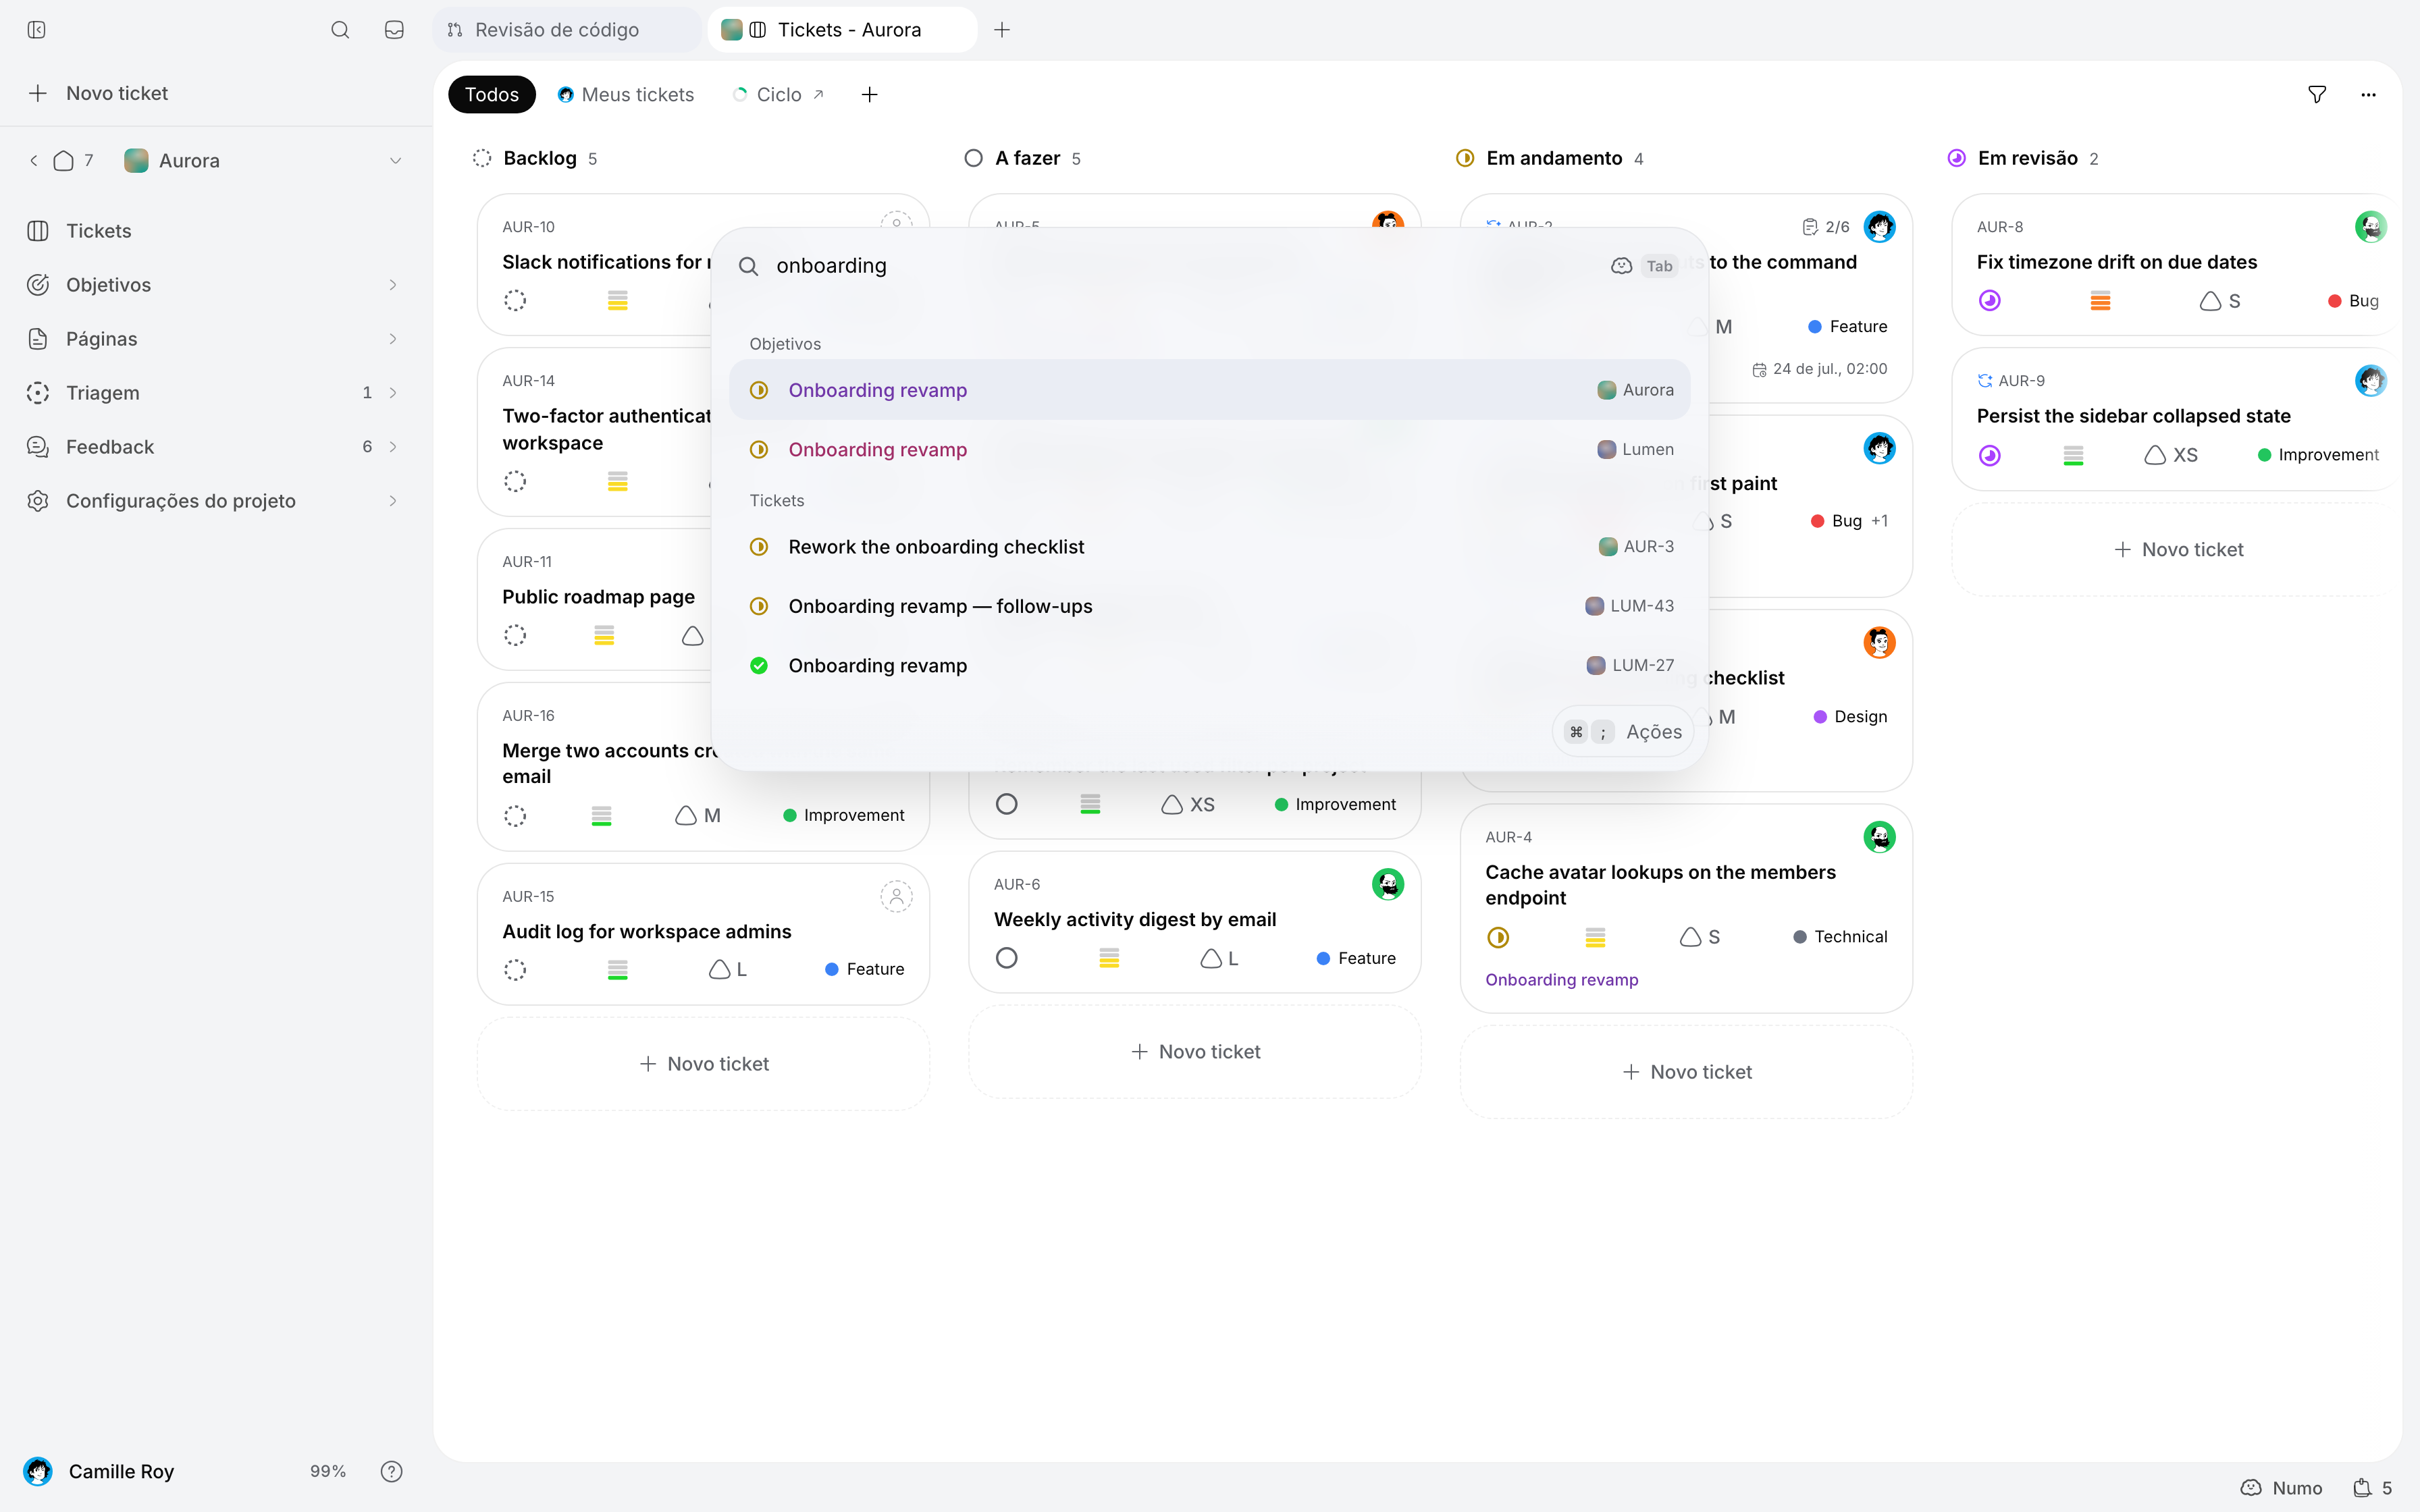 Revisão de código
Tickets - Aurora
Novo ticket
7
Aurora
Tickets
Objetivos
Páginas
Triagem 1
Feedback 6
Configurações do projeto
Camille Roy
99%
Todos
Meus tickets
Ciclo
Backlog 5
AUR-10
Slack notifications for
AUR-14
Two-factor
workspace
AUR-11
Public roadmap page
AUR-16
Merge two accounts
email
M
Improvement
AUR-15
Audit log for workspace admins
L
Feature
Novo ticket
A fazer 5
AUR-5
XS
Improvement
AUR-6
Weekly activity digest by email
L
Feature
Novo ticket
Em andamento 4
AUR-2
2/6
to the command
M
Feature
24 de jul., 02:00
first paint
S
Bug +1
checklist
M
Design
AUR-4
Cache avatar lookups on the members
endpoint
S
Technical
Onboarding revamp
Novo ticket
Em revisão 2
AUR-8
Fix timezone drift on due dates
S
Bug
AUR-9
Persist the sidebar collapsed state
XS
Improvement
Novo ticket
onboarding
Tab
Objetivos
Onboarding revamp
Aurora
Onboarding revamp
Lumen
Tickets
Rework the onboarding checklist
AUR-3
Onboarding revamp — follow-ups
LUM-43
Onboarding revamp
LUM-27
⌘ ; Ações
Numo
5